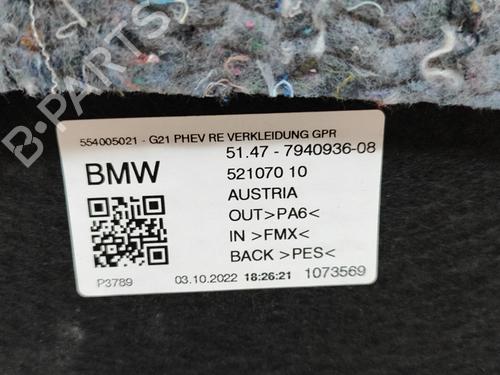 B-PARTS
554005021 - G21 PHEV RE VERKLEIDUNG GPR
BMW
51.47 - 7940936-08
521070 10
AUSTRIA
OUT>PA6<
IN >FMX<
BACK >PES<
P3789
03.10.2022 18:26:21 1073569